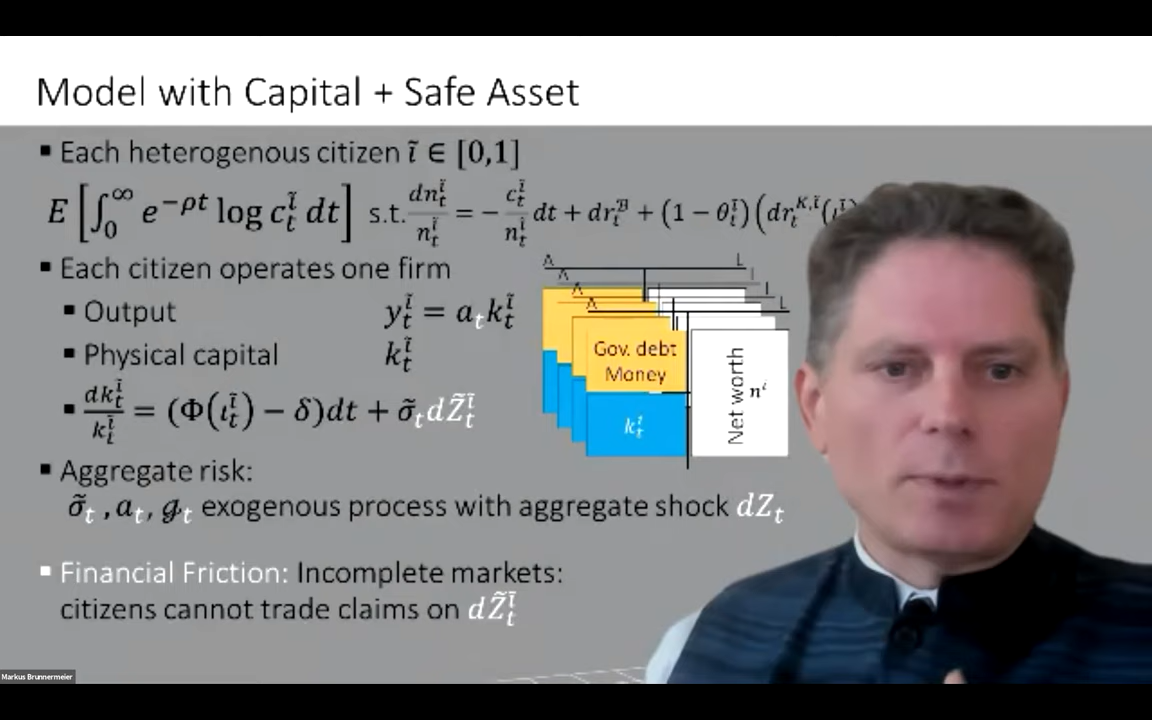 Model with Capital + Safe Asset
▪ Each heterogenous citizen ĩ ∈ [0,1]
E[∫₀^∞ e^{−ρt} log c_t^ĩ dt] s.t. dn_t^ĩ/n_t^ĩ = − c_t^ĩ/n_t^ĩ dt + dr_t^ℬ + (1 − θ_t^ĩ)(dr_t^{K,ĩ}(ι_t^ĩ)
▪ Each citizen operates one firm
▪ Output y_t^ĩ = a_t k_t^ĩ
▪ Physical capital k_t^ĩ
▪ dk_t^ĩ/k_t^ĩ = (Φ(ι_t^ĩ) − δ)dt + σ̃_t dZ̃_t^ĩ
A L
A L
A L
A L
Gov. debt
Money
k_t^ĩ
Net worth n^i
▪ Aggregate risk:
σ̃_t , a_t, ℊ_t exogenous process with aggregate shock dZ_t
▪ Financial Friction: Incomplete markets:
citizens cannot trade claims on dZ̃_t^ĩ
Markus Brunnermeier